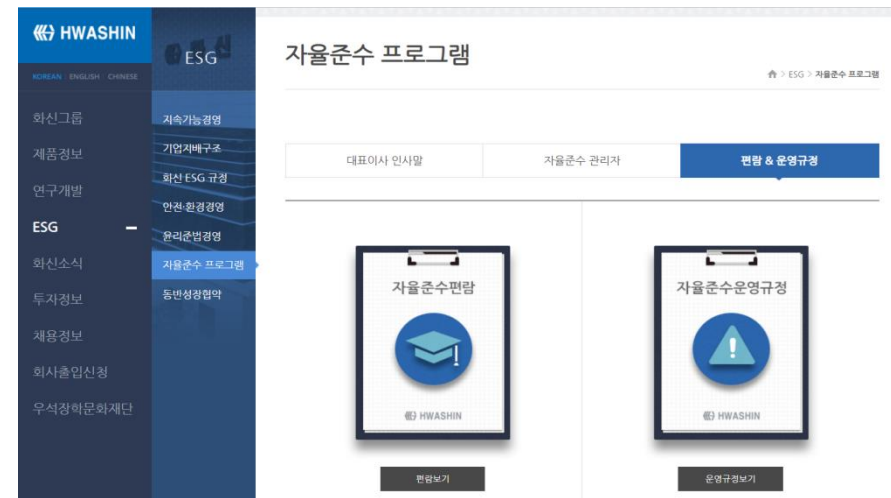 HWASHIN
KOREAN ENGLISH CHINESE
화신그룹
제품정보
연구개발
ESG
화신소식
투자정보
채용정보
회사출입신청
우석장학문화재단
ESG
지속가능경영
기업지배구조
화신 ESG 규정
안전·환경경영
윤리준법경영
자율준수 프로그램
동반성장협약
자율준수 프로그램
> ESG > 자율준수 프로그램
대표이사 인사말
자율준수 관리자
편람 & 운영규정
자율준수편람
HWASHIN
편람보기
자율준수운영규정
HWASHIN
운영규정보기